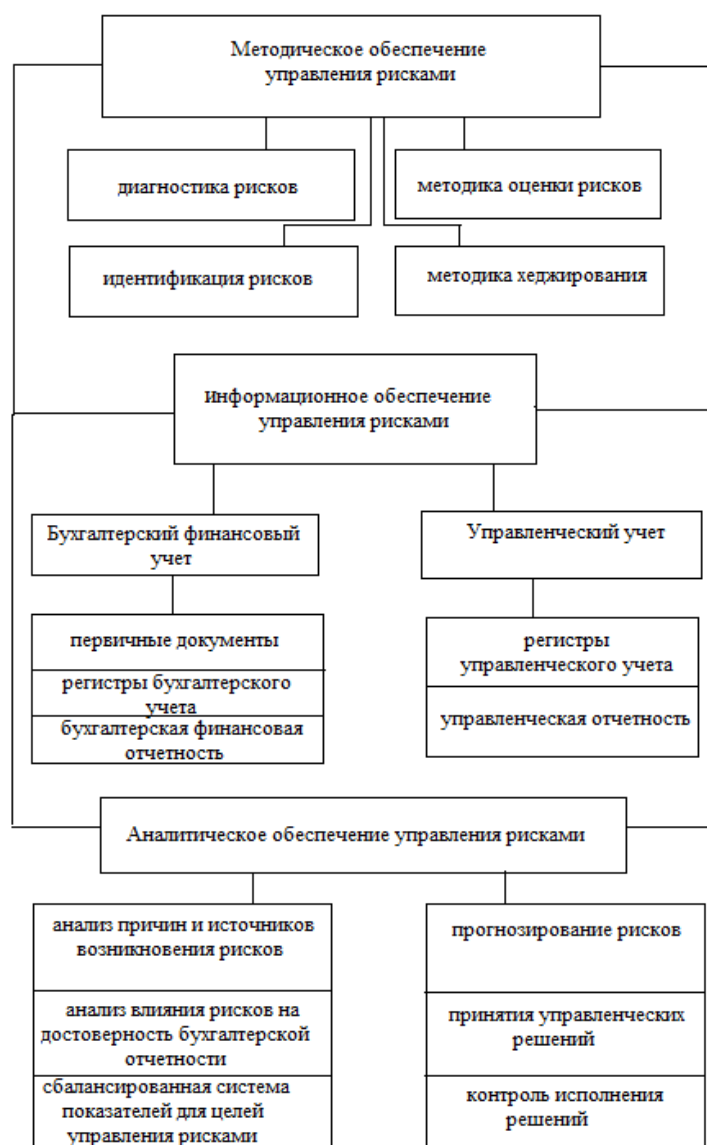 Методическое обеспечение
управления рисками
диагностика рисков
методика оценки рисков
идентификация рисков
методика хеджирования
информационное обеспечение
управления рисками
Бухгалтерский финансовый
учет
Управленческий учет
первичные документы
регистры бухгалтерского
учета
бухгалтерская финансовая
отчетность
регистры
управленческого учета
управленческая отчетность
Аналитическое обеспечение управления рисками
анализ причин и источников
возникновения рисков
анализ влияния рисков на
достоверность бухгалтерской
отчетности
сбалансированная система
показателей для целей
управления рисками
прогнозирование рисков
принятия управленческих
решений
контроль исполнения
решений